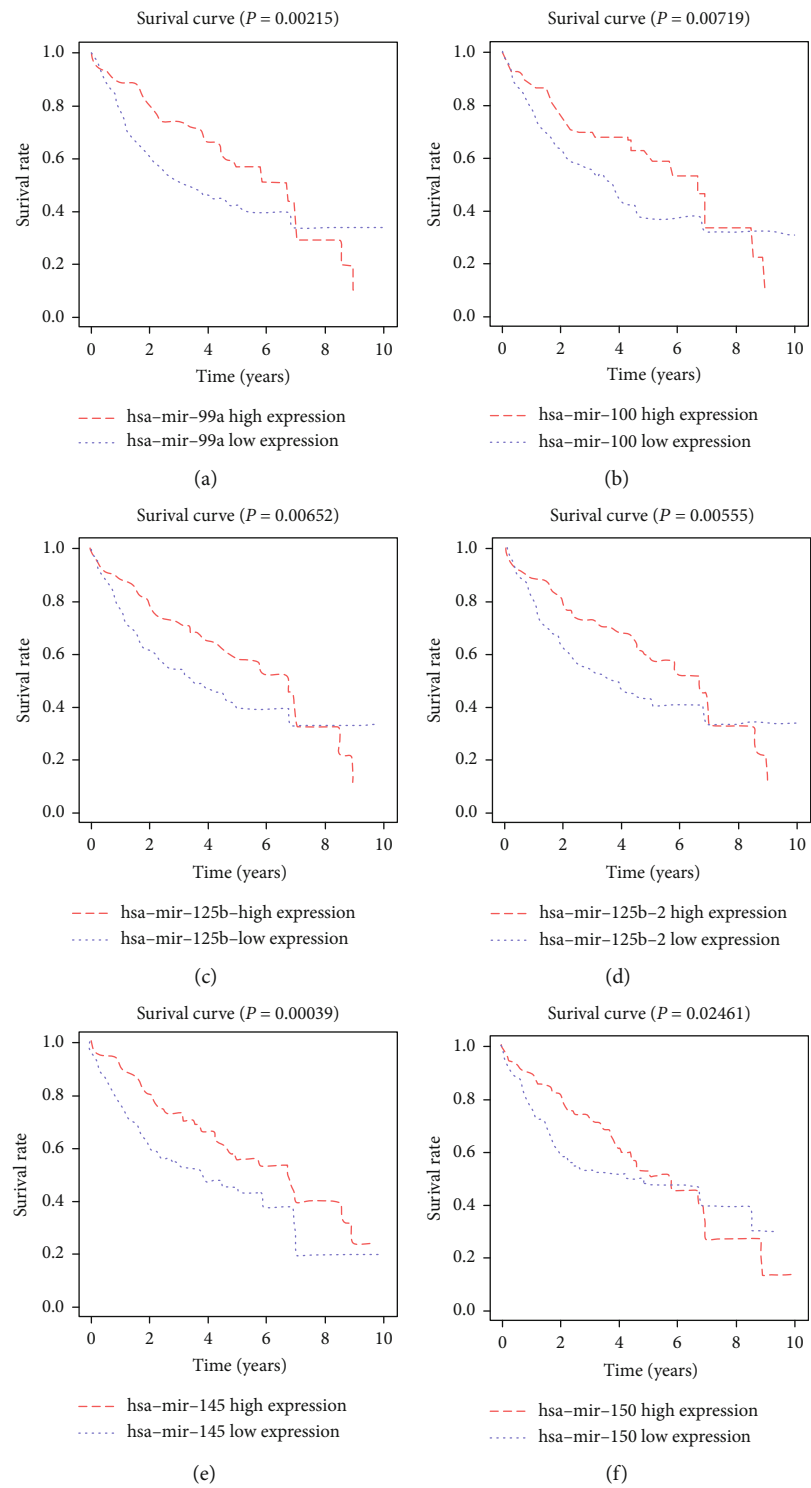 Surival curve (P = 0.00215)
1.0
0.8
0.6
0.4
0.2
0.0
Surival rate
0 2 4 6 8 10
Time (years)
hsa–mir–99a high expression
hsa–mir–99a low expression
(a)
Surival curve (P = 0.00719)
1.0
0.8
0.6
0.4
0.2
0.0
Surival rate
0 2 4 6 8 10
Time (years)
hsa–mir–100 high expression
hsa–mir–100 low expression
(b)
Surival curve (P = 0.00652)
1.0
0.8
0.6
0.4
0.2
0.0
Surival rate
0 2 4 6 8 10
Time (years)
hsa–mir–125b–high expression
hsa–mir–125b–low expression
(c)
Surival curve (P = 0.00555)
1.0
0.8
0.6
0.4
0.2
0.0
Surival rate
0 2 4 6 8 10
Time (years)
hsa–mir–125b–2 high expression
hsa–mir–125b–2 low expression
(d)
Surival curve (P = 0.00039)
1.0
0.8
0.6
0.4
0.2
0.0
Surival rate
0 2 4 6 8 10
Time (years)
hsa–mir–145 high expression
hsa–mir–145 low expression
(e)
Surival curve (P = 0.02461)
1.0
0.8
0.6
0.4
0.2
0.0
Surival rate
0 2 4 6 8 10
Time (years)
hsa–mir–150 high expression
hsa–mir–150 low expression
(f)